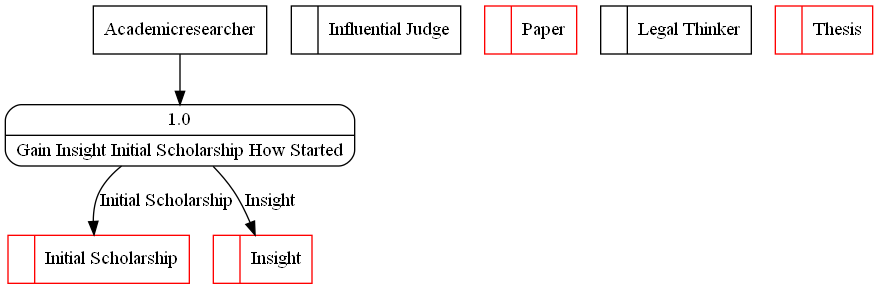 Academicresearcher
Influential Judge
Paper
Legal Thinker
Thesis
1.0
Gain Insight Initial Scholarship How Started
Initial Scholarship
Insight
Initial Scholarship
Insight